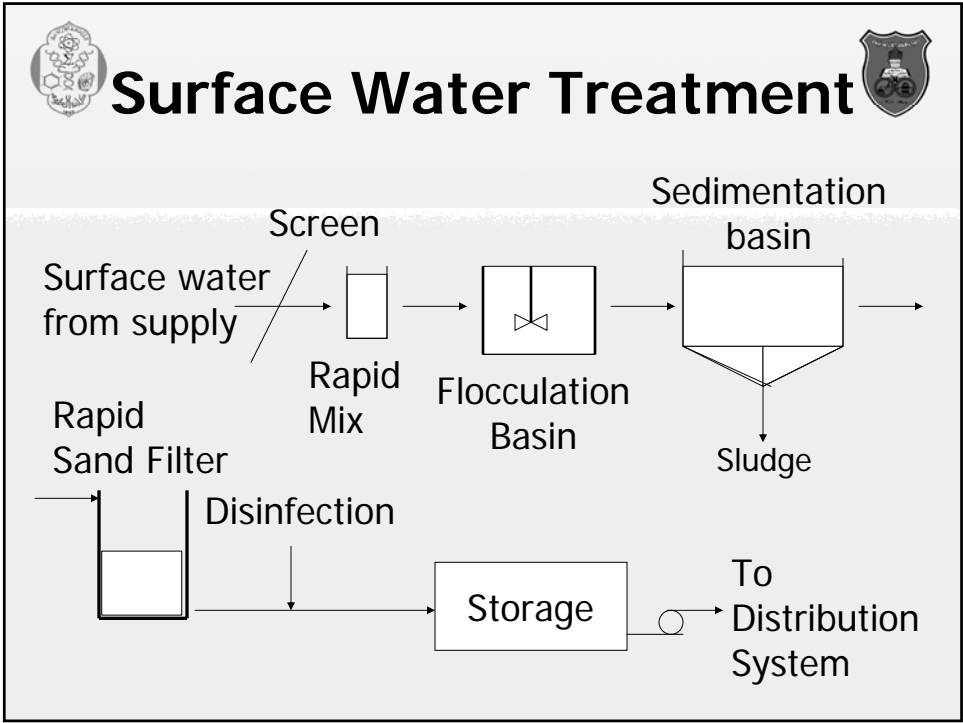 Surface Water Treatment
Screen
Surface water
from supply
Rapid
Mix
Flocculation
Basin
Sedimentation
basin
Sludge
Rapid
Sand Filter
Disinfection
Storage
To
Distribution
System